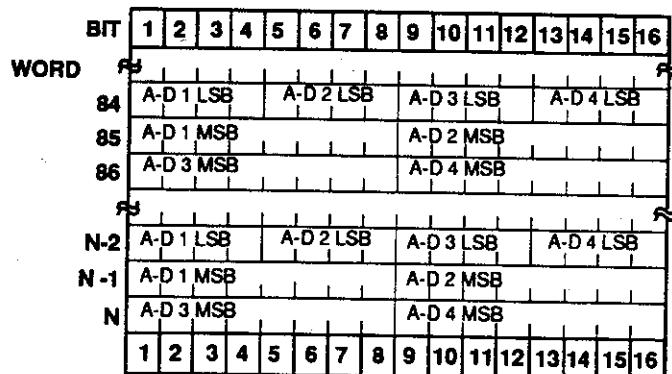 BIT 1 2 3 4 5 6 7 8 9 10 11 12 13 14 15 16
WORD
84 A-D 1 LSB A-D 2 LSB A-D 3 LSB A-D 4 LSB
85 A-D 1 MSB A-D 2 MSB
86 A-D 3 MSB A-D 4 MSB
N-2 A-D 1 LSB A-D 2 LSB A-D 3 LSB A-D 4 LSB
N -1 A-D 1 MSB A-D 2 MSB
N A-D 3 MSB A-D 4 MSB
1 2 3 4 5 6 7 8 9 10 11 12 13 14 15 16